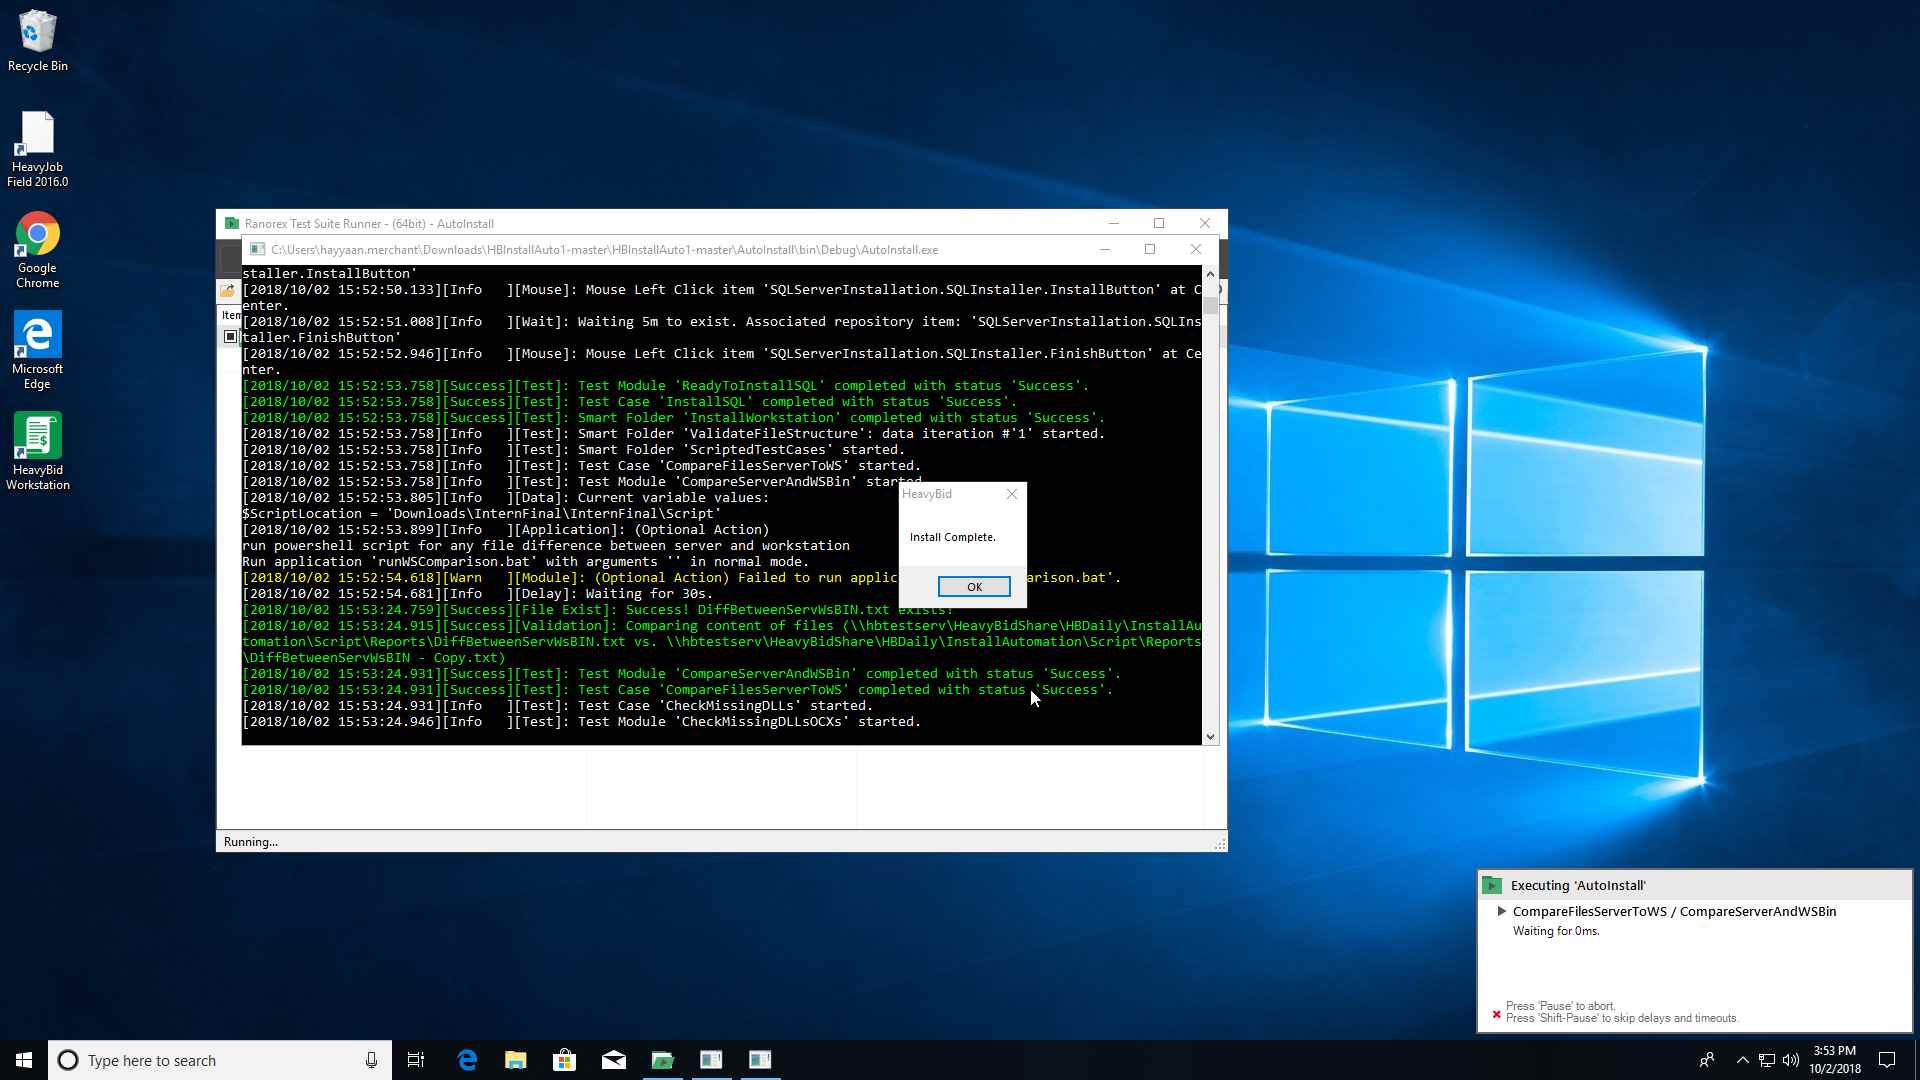 Recycle Bin
HeavyJob
Field 2016.0
Google
Chrome
Microsoft
Edge
HeavyBid
Workstation
Ranorex Test Suite Runner - (64bit) - AutoInstall
C:\Users\hayyaan.merchant\Downloads\HBInstallAuto1-master\HBInstallAuto1-master\AutoInstall\bin\Debug\AutoInstall.exe
Item
staller.InstallButton'
[2018/10/02 15:52:50.133][Info   ][Mouse]: Mouse Left Click item 'SQLServerInstallation.SQLInstaller.InstallButton' at C
enter.
[2018/10/02 15:52:51.008][Info   ][Wait]: Waiting 5m to exist. Associated repository item: 'SQLServerInstallation.SQLIns
taller.FinishButton'
[2018/10/02 15:52:52.946][Info   ][Mouse]: Mouse Left Click item 'SQLServerInstallation.SQLInstaller.FinishButton' at Ce
nter.
[2018/10/02 15:52:53.758][Success][Test]: Test Module 'ReadyToInstallSQL' completed with status 'Success'.
[2018/10/02 15:52:53.758][Success][Test]: Test Case 'InstallSQL' completed with status 'Success'.
[2018/10/02 15:52:53.758][Success][Test]: Smart Folder 'InstallWorkstation' completed with status 'Success'.
[2018/10/02 15:52:53.758][Info   ][Test]: Smart Folder 'ValidateFileStructure': data iteration #'1' started.
[2018/10/02 15:52:53.758][Info   ][Test]: Smart Folder 'ScriptedTestCases' started.
[2018/10/02 15:52:53.758][Info   ][Test]: Test Case 'CompareFilesServerToWS' started.
[2018/10/02 15:52:53.758][Info   ][Test]: Test Module 'CompareServerAndWSBin' started.
[2018/10/02 15:52:53.805][Info   ][Data]: Current variable values:
$ScriptLocation = 'Downloads\InternFinal\InternFinal\Script'
[2018/10/02 15:52:53.899][Info   ][Application]: (Optional Action)
run powershell script for any file difference between server and workstation
Run application 'runWSComparison.bat' with arguments '' in normal mode.
[2018/10/02 15:52:54.618][Warn   ][Module]: (Optional Action) Failed to run applic arison.bat'.
[2018/10/02 15:52:54.681][Info   ][Delay]: Waiting for 30s.
[2018/10/02 15:53:24.759][Success][File Exist]: Success! DiffBetweenServWsBIN.txt exists!
[2018/10/02 15:53:24.915][Success][Validation]: Comparing content of files (\\hbtestserv\HeavyBidShare\HBDaily\InstallAu
tomation\Script\Reports\DiffBetweenServWsBIN.txt vs. \\hbtestserv\HeavyBidShare\HBDaily\InstallAutomation\Script\Reports
\DiffBetweenServWsBIN - Copy.txt)
[2018/10/02 15:53:24.931][Success][Test]: Test Module 'CompareServerAndWSBin' completed with status 'Success'.
[2018/10/02 15:53:24.931][Success][Test]: Test Case 'CompareFilesServerToWS' completed with status 'Success'.
[2018/10/02 15:53:24.931][Info   ][Test]: Test Case 'CheckMissingDLLs' started.
[2018/10/02 15:53:24.946][Info   ][Test]: Test Module 'CheckMissingDLLsOCXs' started.
HeavyBid
Install Complete.
OK
Running...
Executing 'AutoInstall'
CompareFilesServerToWS / CompareServerAndWSBin
Waiting for 0ms.
Press 'Pause' to abort.
Press 'Shift-Pause' to skip delays and timeouts.
Type here to search
3:53 PM
10/2/2018